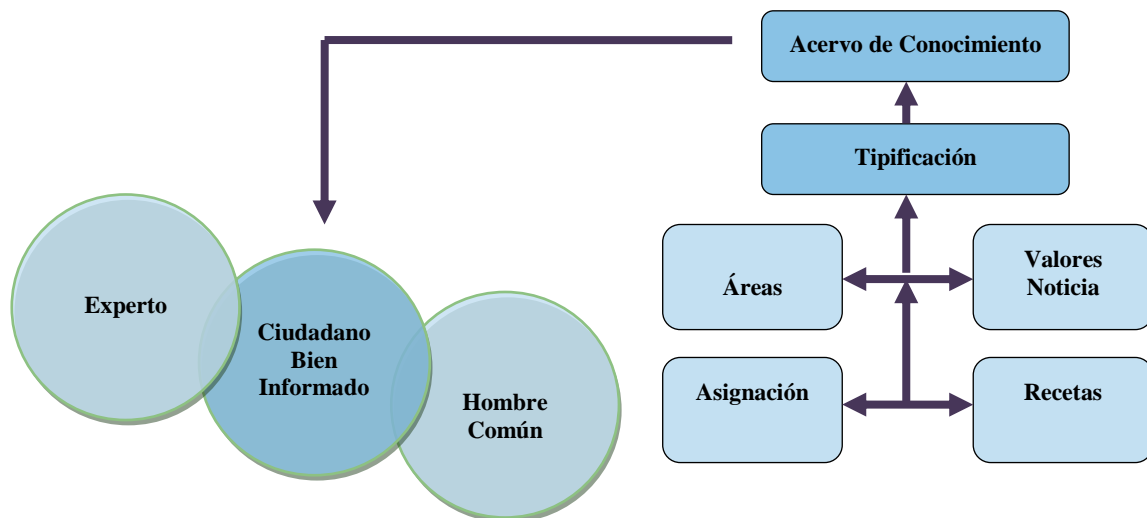 Acervo de Conocimiento
Tipificación
Áreas
Valores
Noticia
Asignación
Recetas
Experto
Ciudadano
Bien
Informado
Hombre
Común